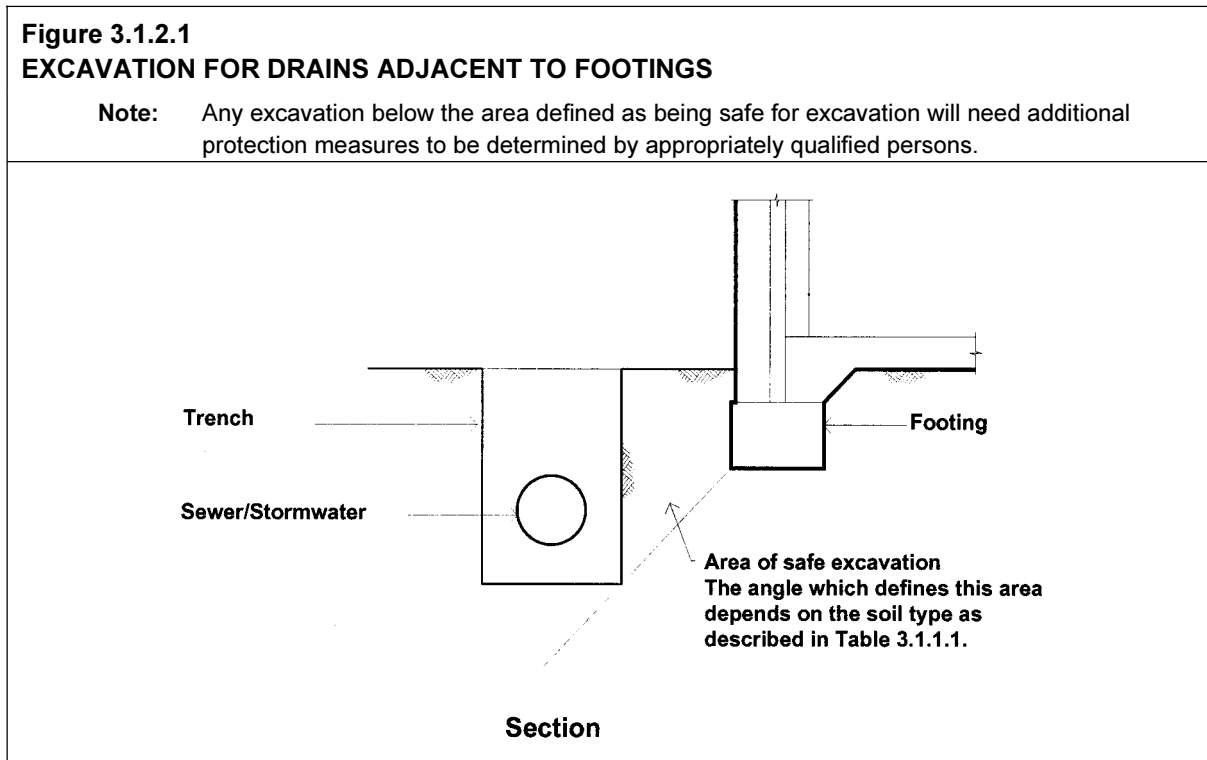 Figure 3.1.2.1
EXCAVATION FOR DRAINS ADJACENT TO FOOTINGS
Note: Any excavation below the area defined as being safe for excavation will need additional
protection measures to be determined by appropriately qualified persons.
Trench
Footing
Sewer/Stormwater
Area of safe excavation
The angle which defines this area
depends on the soil type as
described in Table 3.1.1.1.
Section